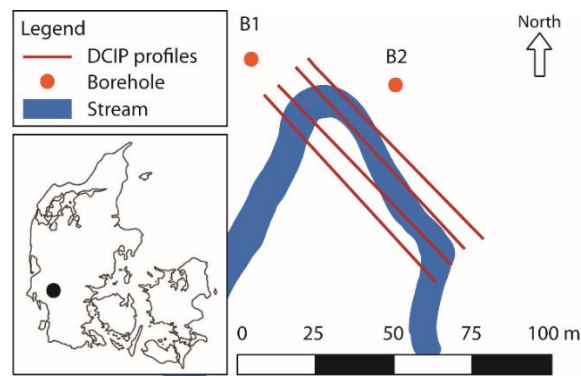 Legend
DCIP profiles
Borehole
Stream
B1
B2
North
0 25 50 75 100 m